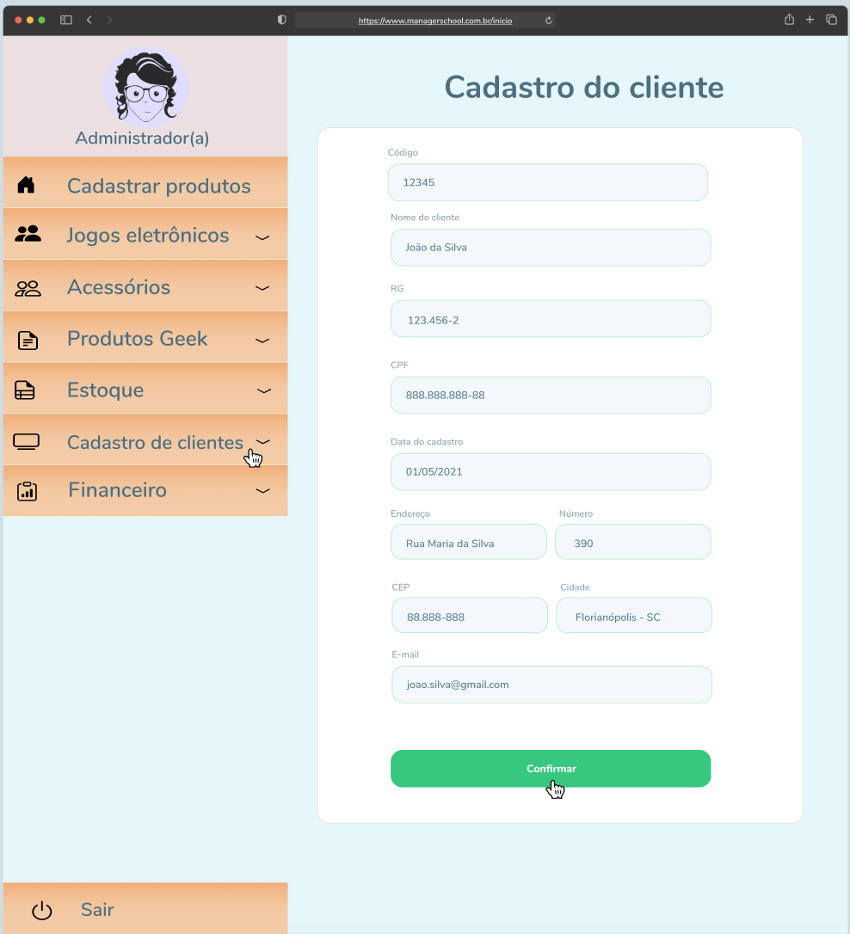 https://www.managerschool.com.br/inicio
Administrador(a)
Cadastrar produtos
Jogos eletrônicos
Acessórios
Produtos Geek
Estoque
Cadastro de clientes
Financeiro
Sair
Cadastro do cliente
Código
12345
Nome do cliente
João da Silva
RG
123.456-2
CPF
888.888.888-88
Data do cadastro
01/05/2021
Endereço
Número
Rua Maria da Silva
390
CEP
Cidade
88.888-888
Florianópolis - SC
E-mail
joao.silva@gmail.com
Confirmar